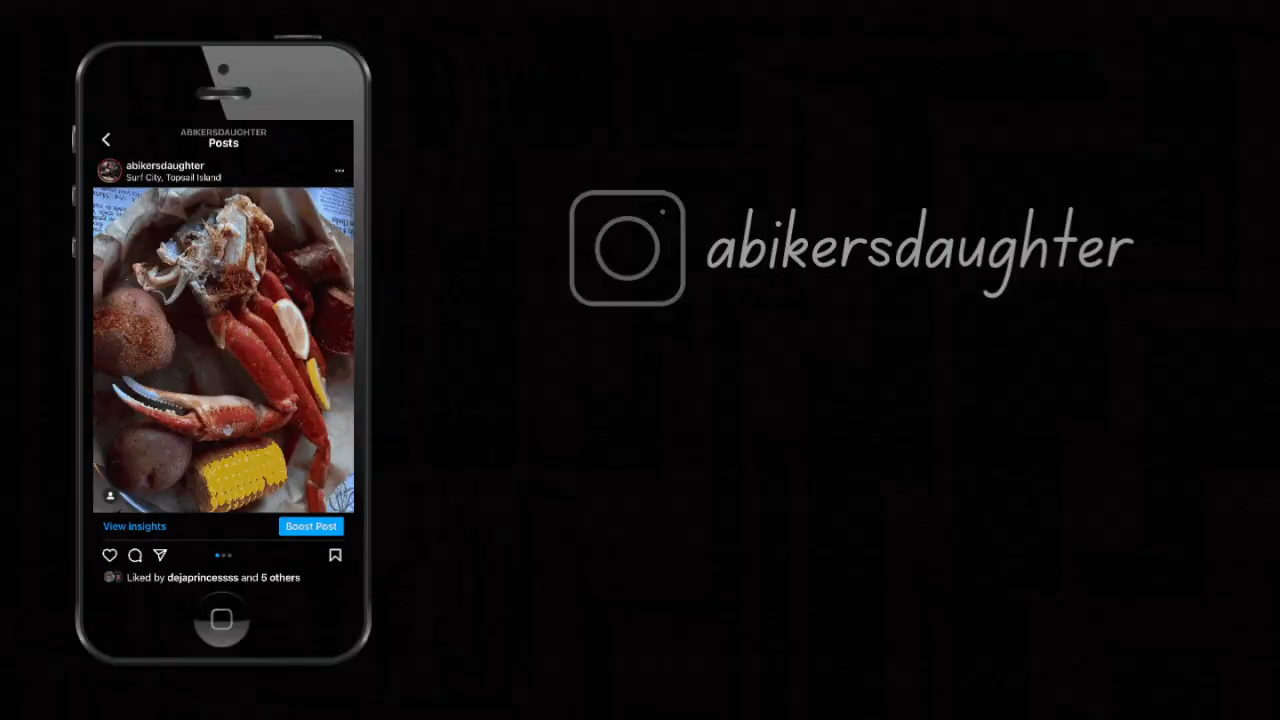 ABIKERSDAUGHTER
Posts
abikersdaughter
Surf City, Topsail Island
View insights
Boost Post
Liked by dejaprincessss and 5 others
abikersdaughter